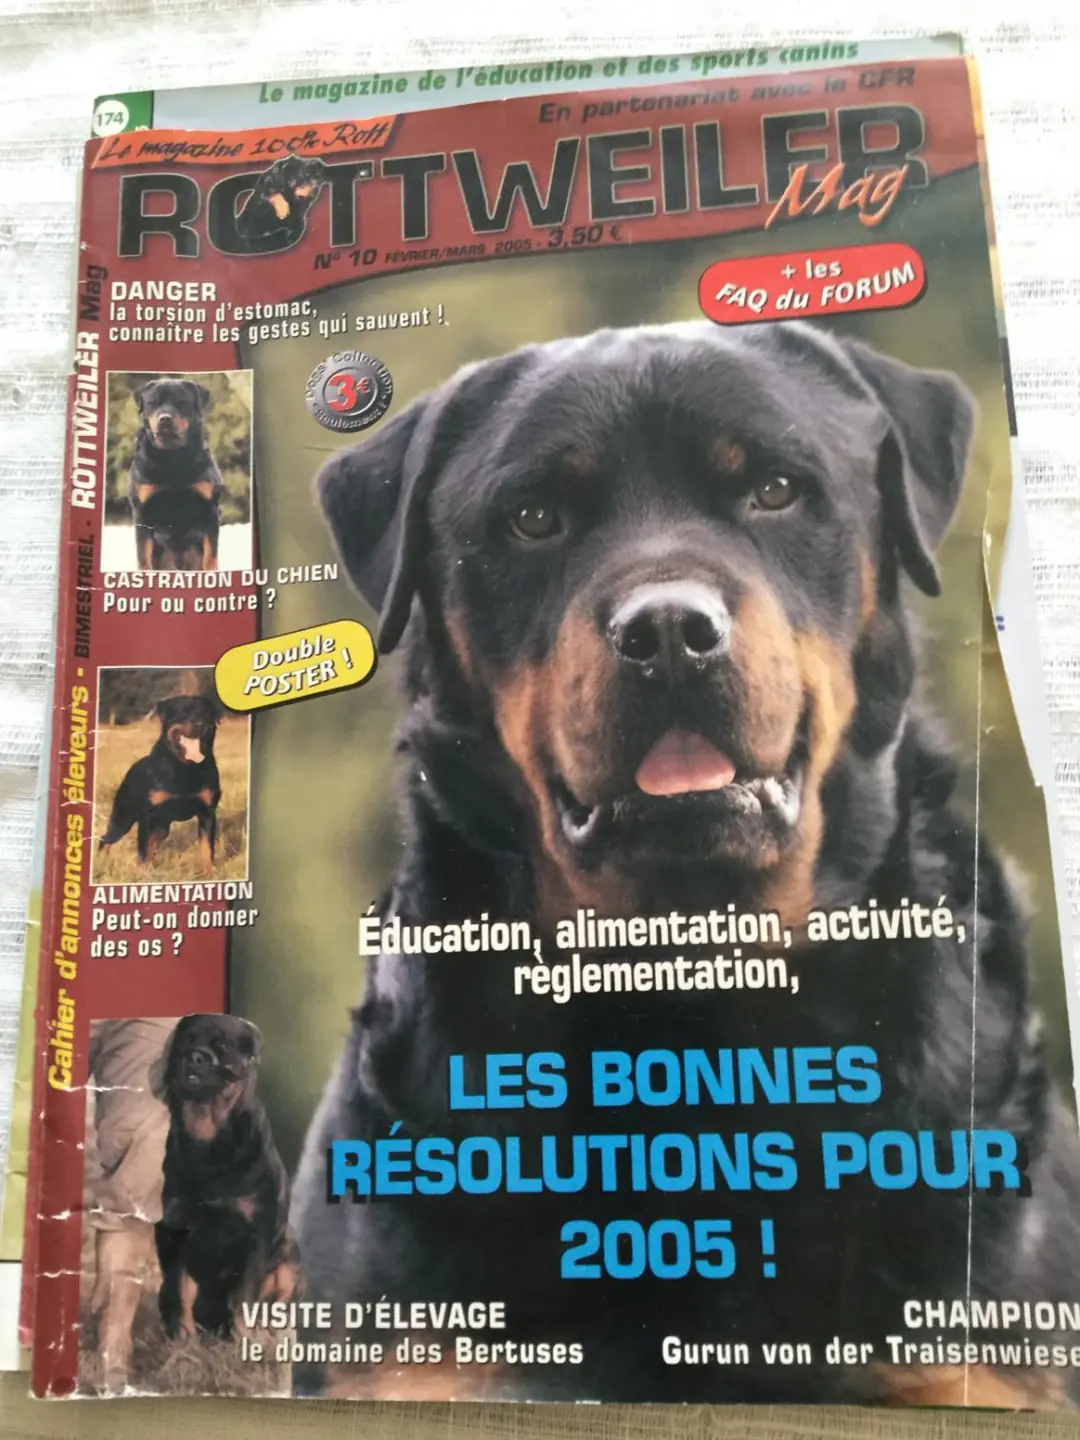 Le magazine de l'éducation et des sports canins
174
En partenariat avec le CFR
Le magazine 100% Rott
ROTTWEILER
Mag
N° 10 FÉVRIER/MARS 2005 - 3,50 €
DANGER
la torsion d'estomac,
connaître les gestes qui sauvent !
+ les
FAQ du FORUM
Dogs' Collection
3€
Seulement !
CASTRATION DU CHIEN
Pour ou contre ?
Double
POSTER !
ALIMENTATION
Peut-on donner
des os ?
Cahier d'annonces éleveurs - BIMESTRIEL - ROTTWEILER Mag
Éducation, alimentation, activité,
règlementation,
LES BONNES
RÉSOLUTIONS POUR
2005 !
VISITE D'ÉLEVAGE
le domaine des Bertuses
CHAMPION
Gurun von der Traisenwiese